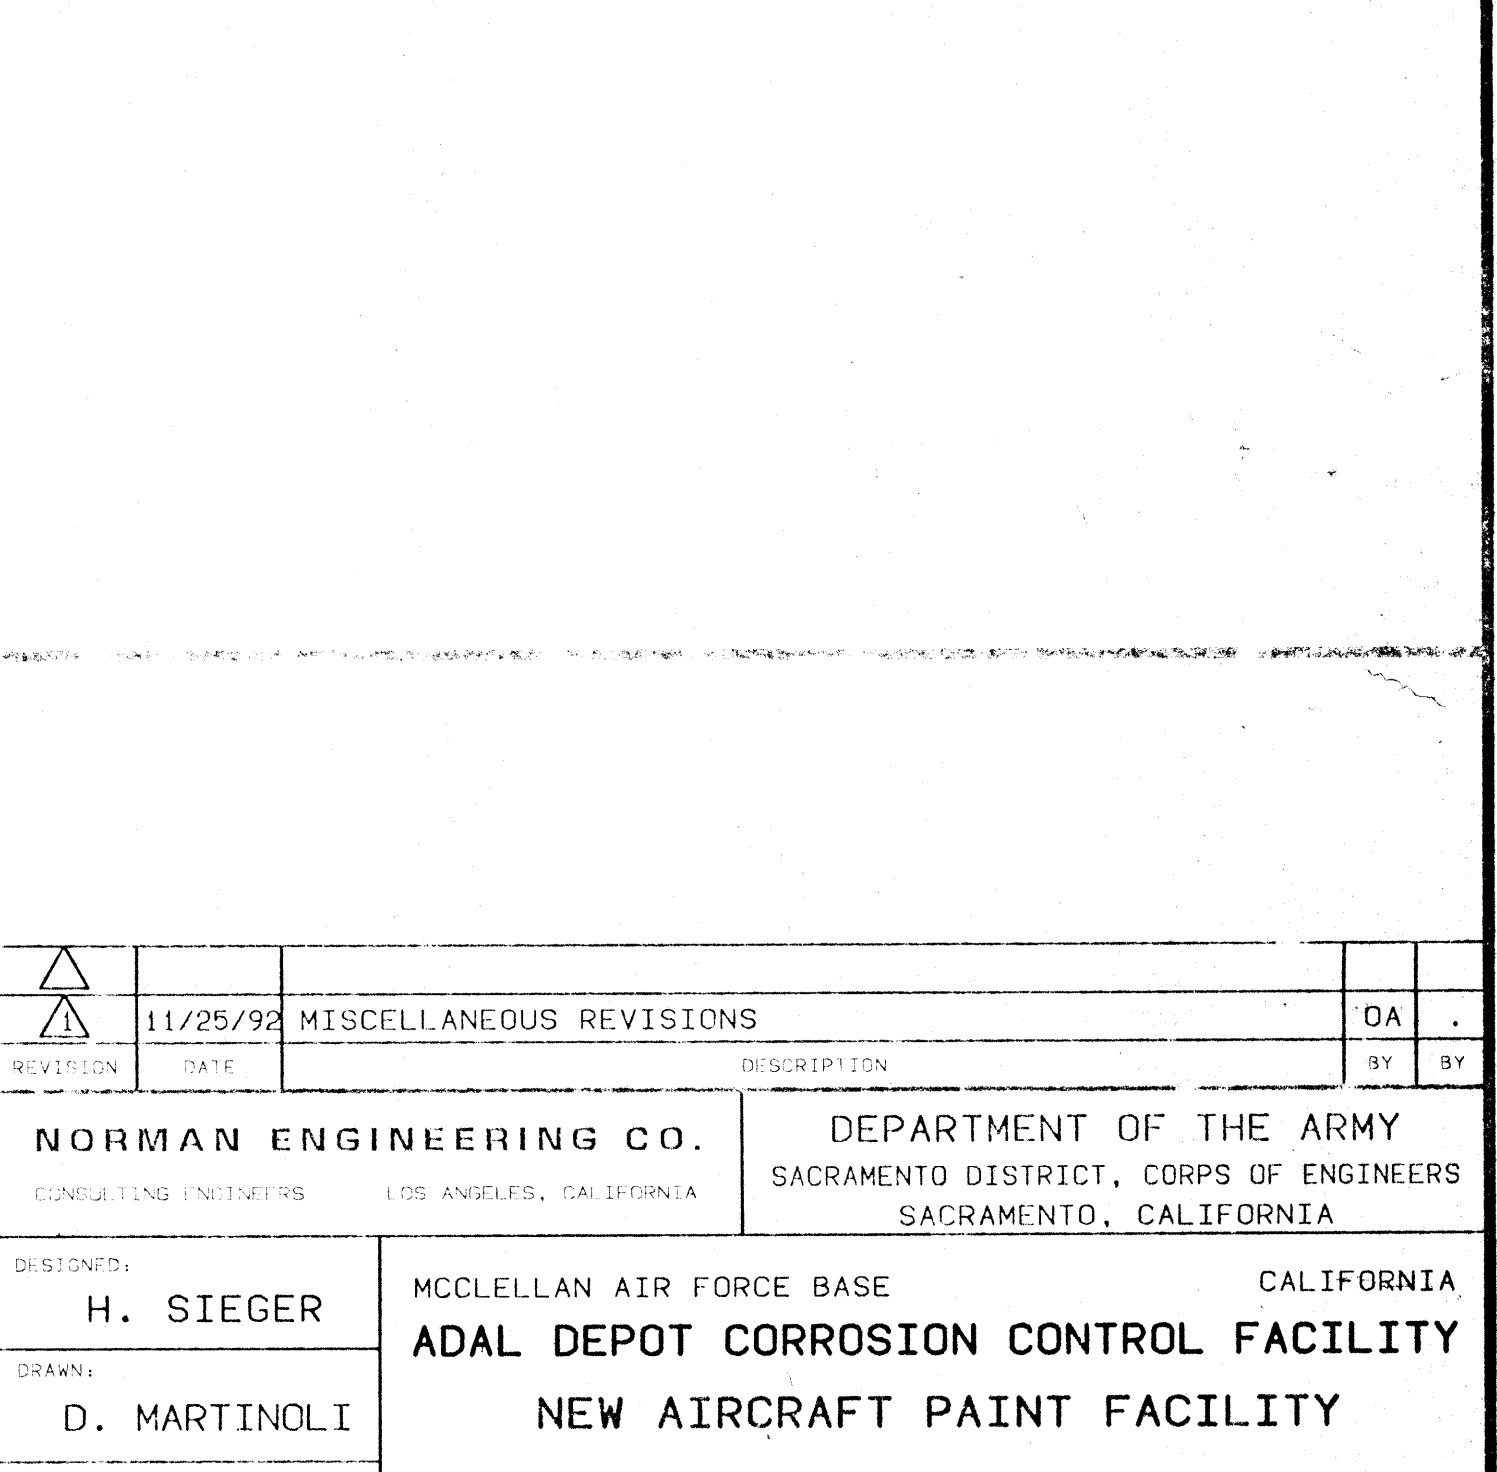 1 11/25/92 MISCELLANEOUS REVISIONS OA .
REVISION DATE DESCRIPTION BY BY
NORMAN ENGINEERING CO.
CONSULTING ENGINEERS LOS ANGELES, CALIFORNIA
DEPARTMENT OF THE ARMY
SACRAMENTO DISTRICT, CORPS OF ENGINEERS
SACRAMENTO, CALIFORNIA
DESIGNED:
H. SIEGER
DRAWN:
D. MARTINOLI
MCCLELLAN AIR FORCE BASE CALIFORNIA
ADAL DEPOT CORROSION CONTROL FACILITY
NEW AIRCRAFT PAINT FACILITY